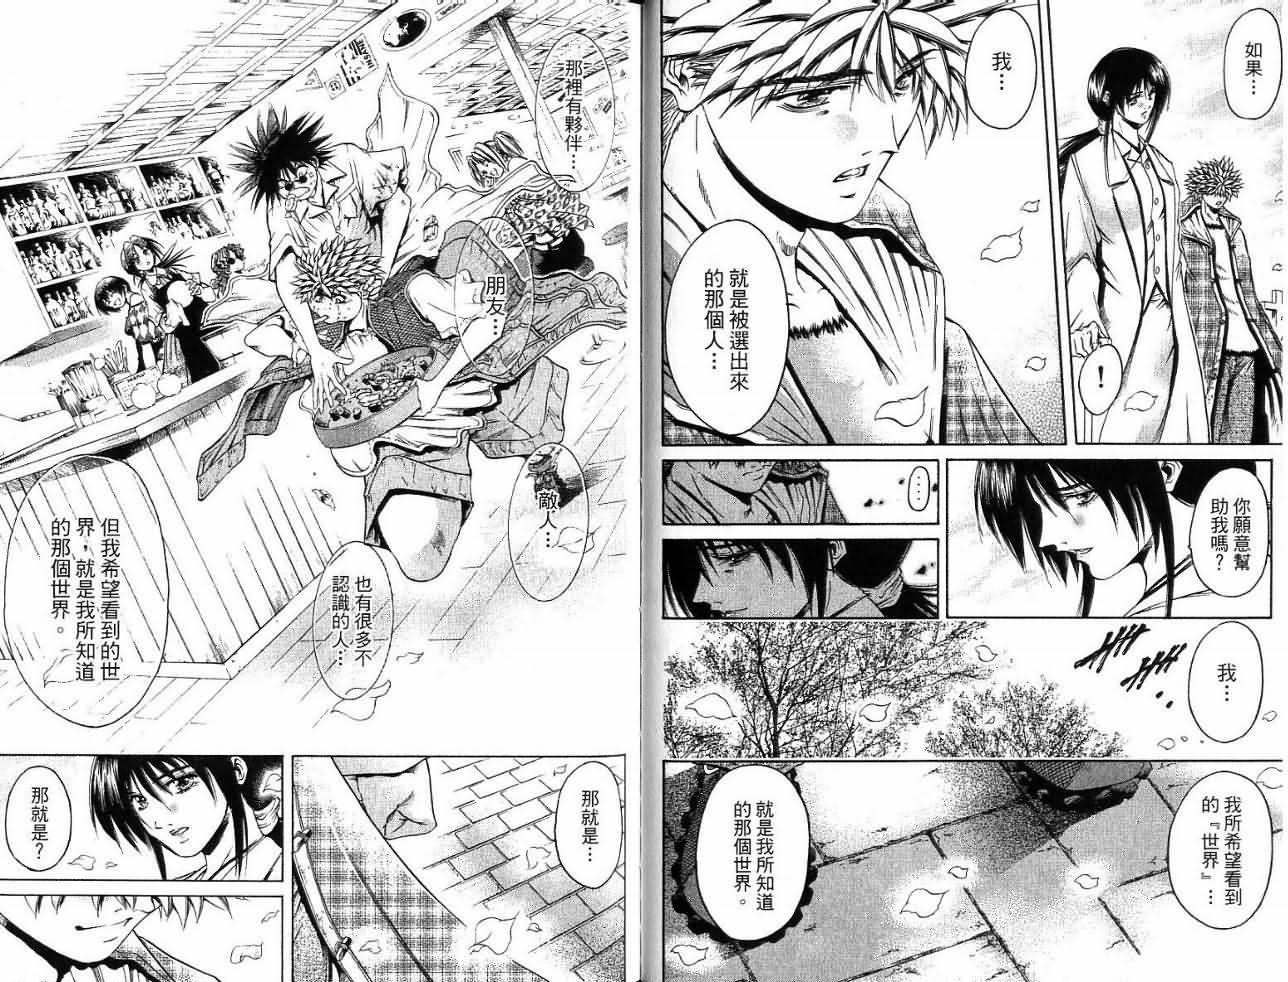 如果…
我…
就是被選出來
的那個人…
！
你願意幫
助我嗎？
……
我…
我所希望看到
的『世界』…
就是我所知道
的那個世界。
那裡有夥伴…
朋友…
敵人…
也有很多不
認識的人…
但我希望看到的世
界，就是我所知道
的那個世界。
那就是…
那就是？